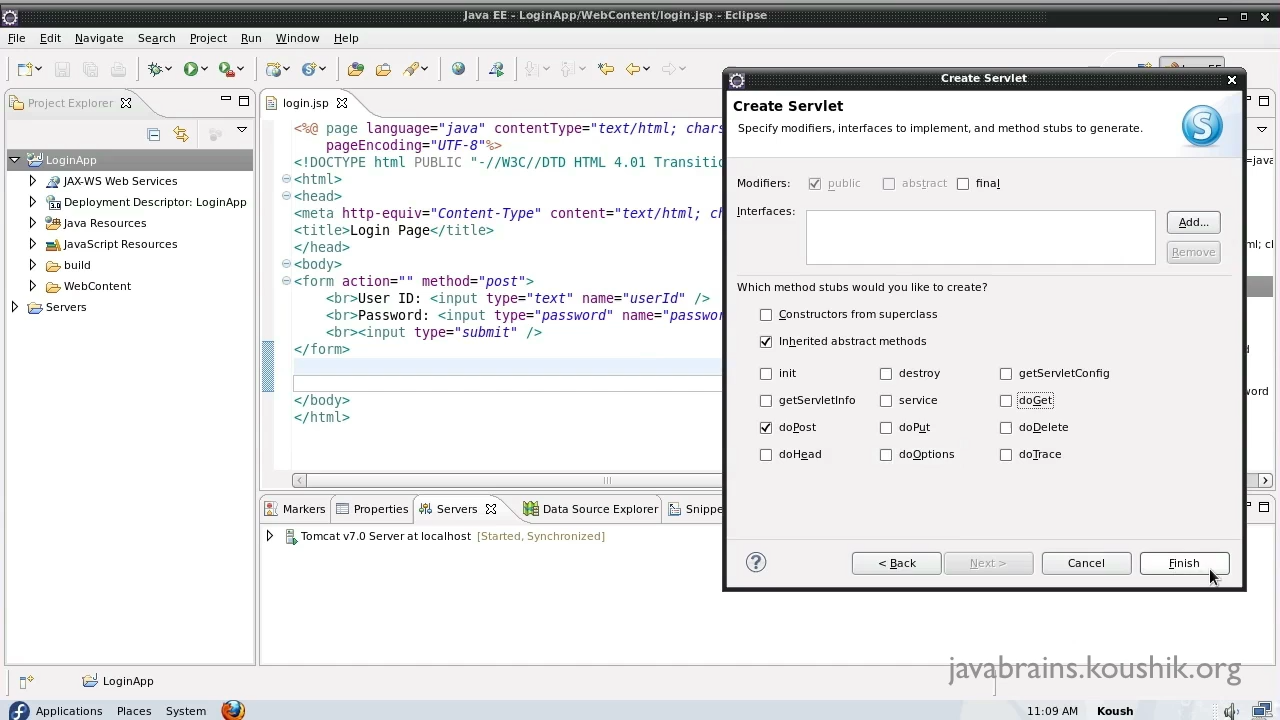 Java EE - LoginApp/WebContent/login.jsp - Eclipse
File Edit Navigate Search Project Run Window Help
Project Explorer
LoginApp
JAX-WS Web Services
Deployment Descriptor: LoginApp
Java Resources
JavaScript Resources
build
WebContent
Servers
login.jsp
<%@ page language="java" contentType="text/html; chars
pageEncoding="UTF-8"%>
<!DOCTYPE html PUBLIC "-//W3C//DTD HTML 4.01 Transitio
<html>
<head>
<meta http-equiv="Content-Type" content="text/html; ch
<title>Login Page</title>
</head>
<body>
<form action="" method="post">
<br>User ID: <input type="text" name="userId" />
<br>Password: <input type="password" name="passwor
<br><input type="submit" />
</form>
</body>
</html>
Markers Properties Servers Data Source Explorer Snippe
Tomcat v7.0 Server at localhost [Started, Synchronized]
Create Servlet
Create Servlet
Specify modifiers, interfaces to implement, and method stubs to generate.
S
Modifiers: public abstract final
Interfaces:
Add...
Remove
Which method stubs would you like to create?
Constructors from superclass
Inherited abstract methods
init destroy getServletConfig
getServletInfo service doGet
doPost doPut doDelete
doHead doOptions doTrace
? < Back Next > Cancel Finish
LoginApp
javabrains.koushik.org
Applications Places System 11:09 AM Koush